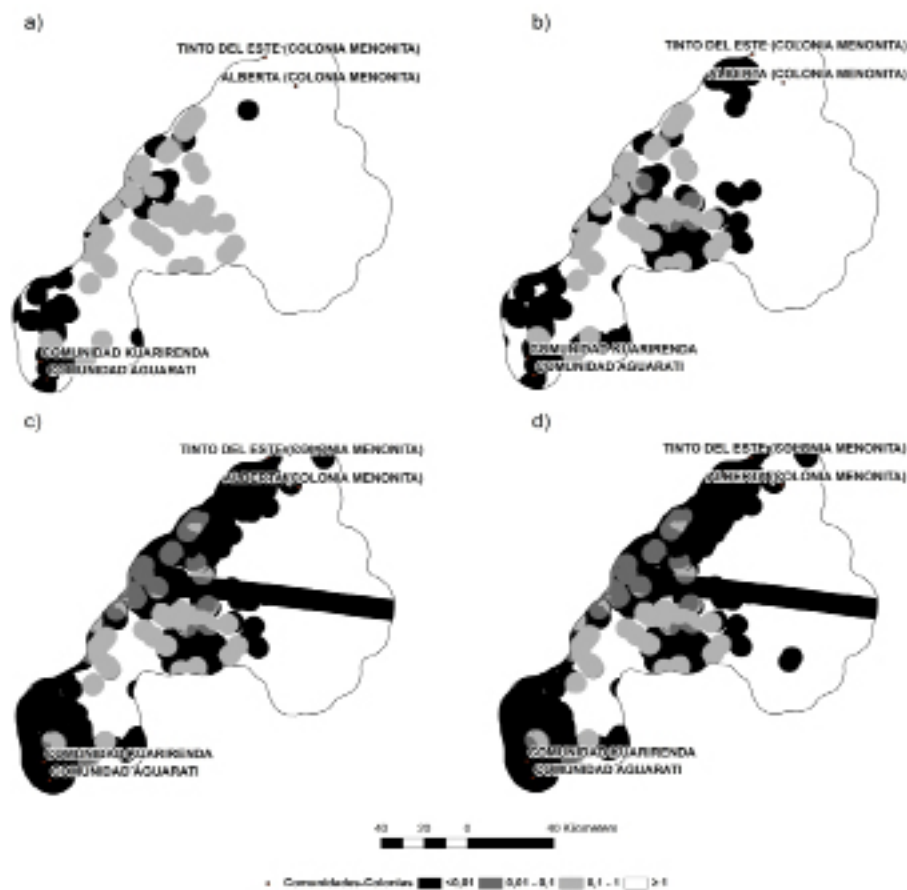 a)
TINTO DEL ESTE (COLONIA MENONITA)
ALBERTA (COLONIA MENONITA)
COMUNIDAD KUARIRENDA
COMUNIDAD AGUARATI
b)
TINTO DEL ESTE (COLONIA MENONITA)
ALBERTA (COLONIA MENONITA)
COMUNIDAD KUARIRENDA
COMUNIDAD AGUARATI
c)
TINTO DEL ESTE (COLONIA MENONITA)
ALBERTA (COLONIA MENONITA)
COMUNIDAD KUARIRENDA
COMUNIDAD AGUARATI
d)
TINTO DEL ESTE (COLONIA MENONITA)
ALBERTA (COLONIA MENONITA)
COMUNIDAD KUARIRENDA
COMUNIDAD AGUARATI
40 20 0 40 Kilometers
Comunidades-Colonias <0,01 0,01 - 0,1 0,1 - 1 >1